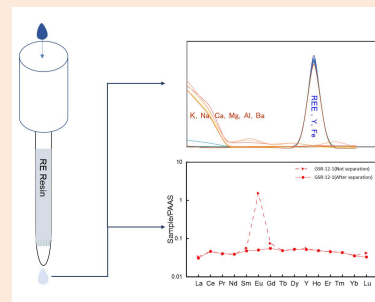 RE Resin
K, Na, Ca, Mg, Al, Ba
REE , Y, Fe
Sample/PAAS
10
1
0.1
0.01
GSR-12-1(Not separation)
GSR-12-1(After separation)
La Ce Pr Nd Sm Eu Gd Tb Dy Y Ho Er Tm Yb Lu